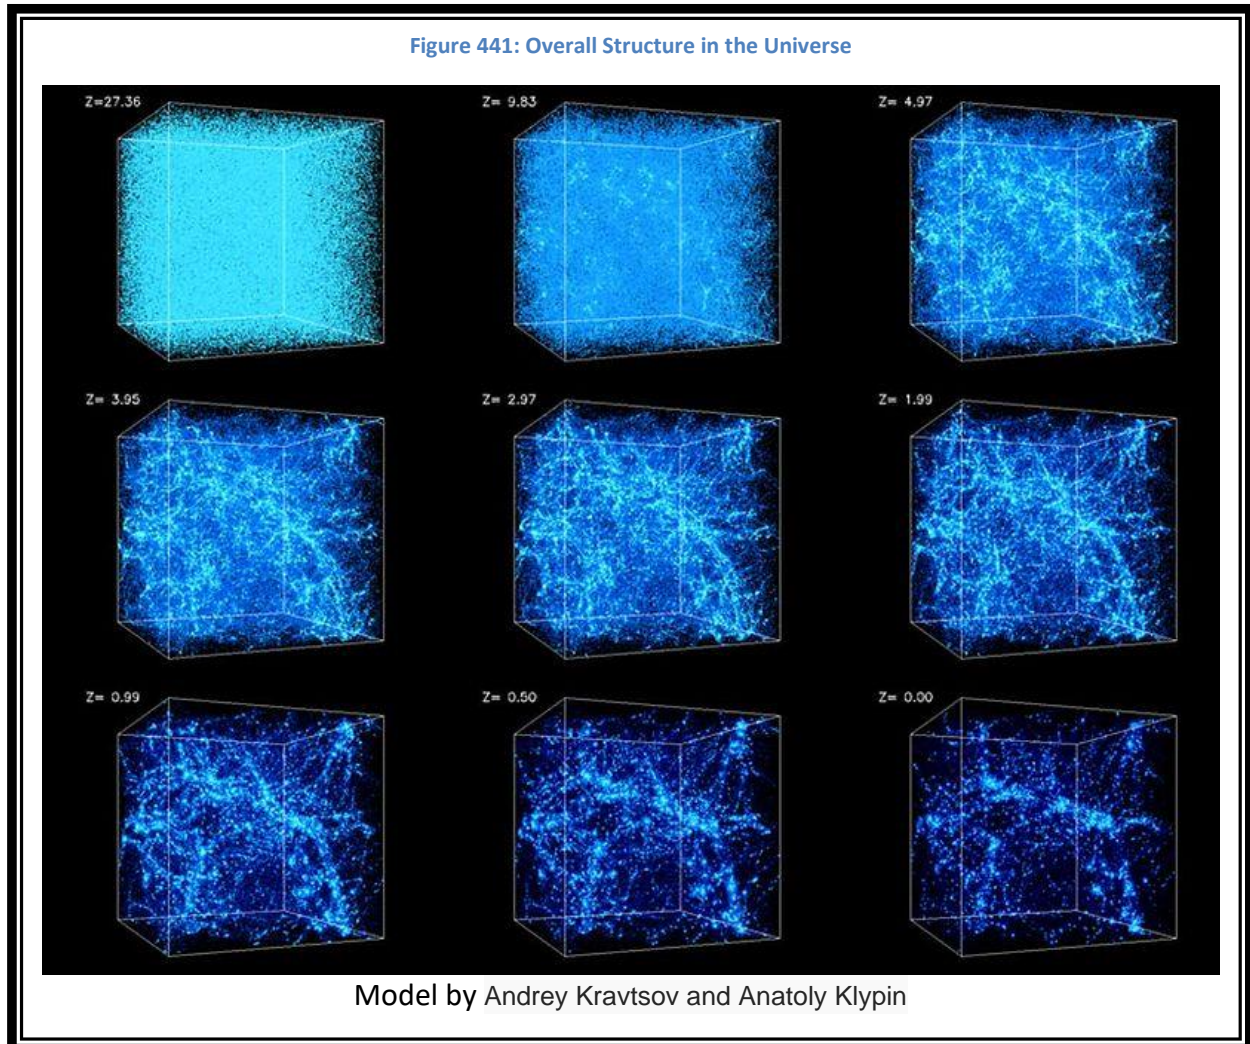 Figure 441: Overall Structure in the Universe
Z=27.36
Z= 9.83
Z= 4.97
Z= 3.95
Z= 2.97
Z= 1.99
Z= 0.99
Z= 0.50
Z= 0.00
Model by Andrey Kravtsov and Anatoly Klypin